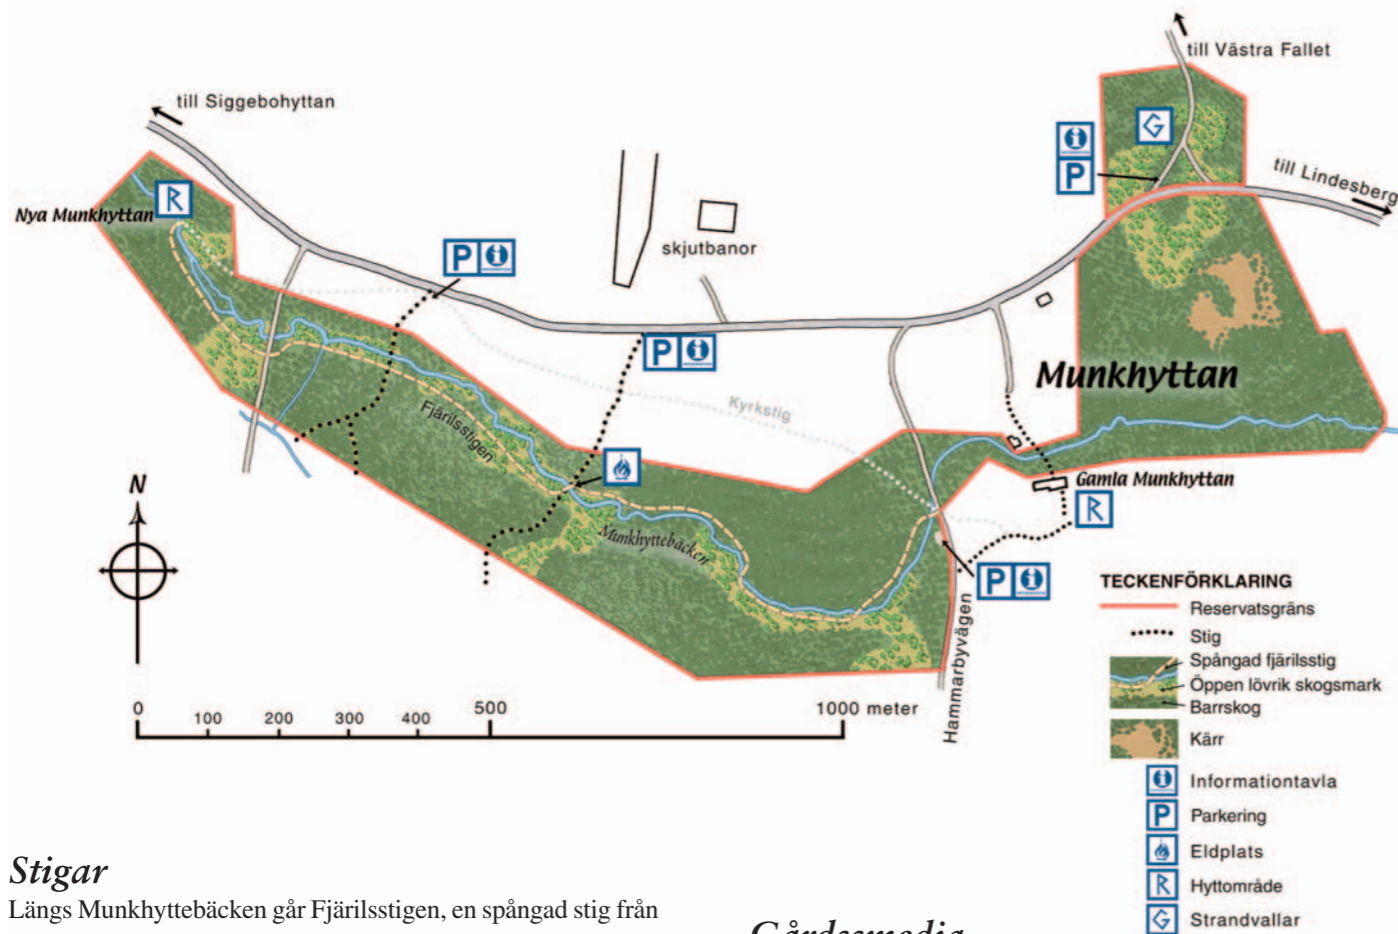 till Västra Fallet
till Siggebohyttan
till Lindesberg
G
i
P
R
Nya Munkhyttan
P i
skjutbanor
P i
Munkhyttan
Kyrkstig
Fjärilsstigen
Gamla Munkhyttan
R
N
Munkhyttebäcken
P i
Hammarbyvägen
0 100 200 300 400 500 1000 meter
TECKENFÖRKLARING
Reservatsgräns
Stig
Spångad fjärilsstig
Öppen lövrik skogsmark
Barrskog
Kärr
i Informationtavla
P Parkering
Eldplats
R Hyttområde
G Strandvallar
Stigar
Längs Munkhyttebäcken går Fjärilsstigen, en spångad stig från